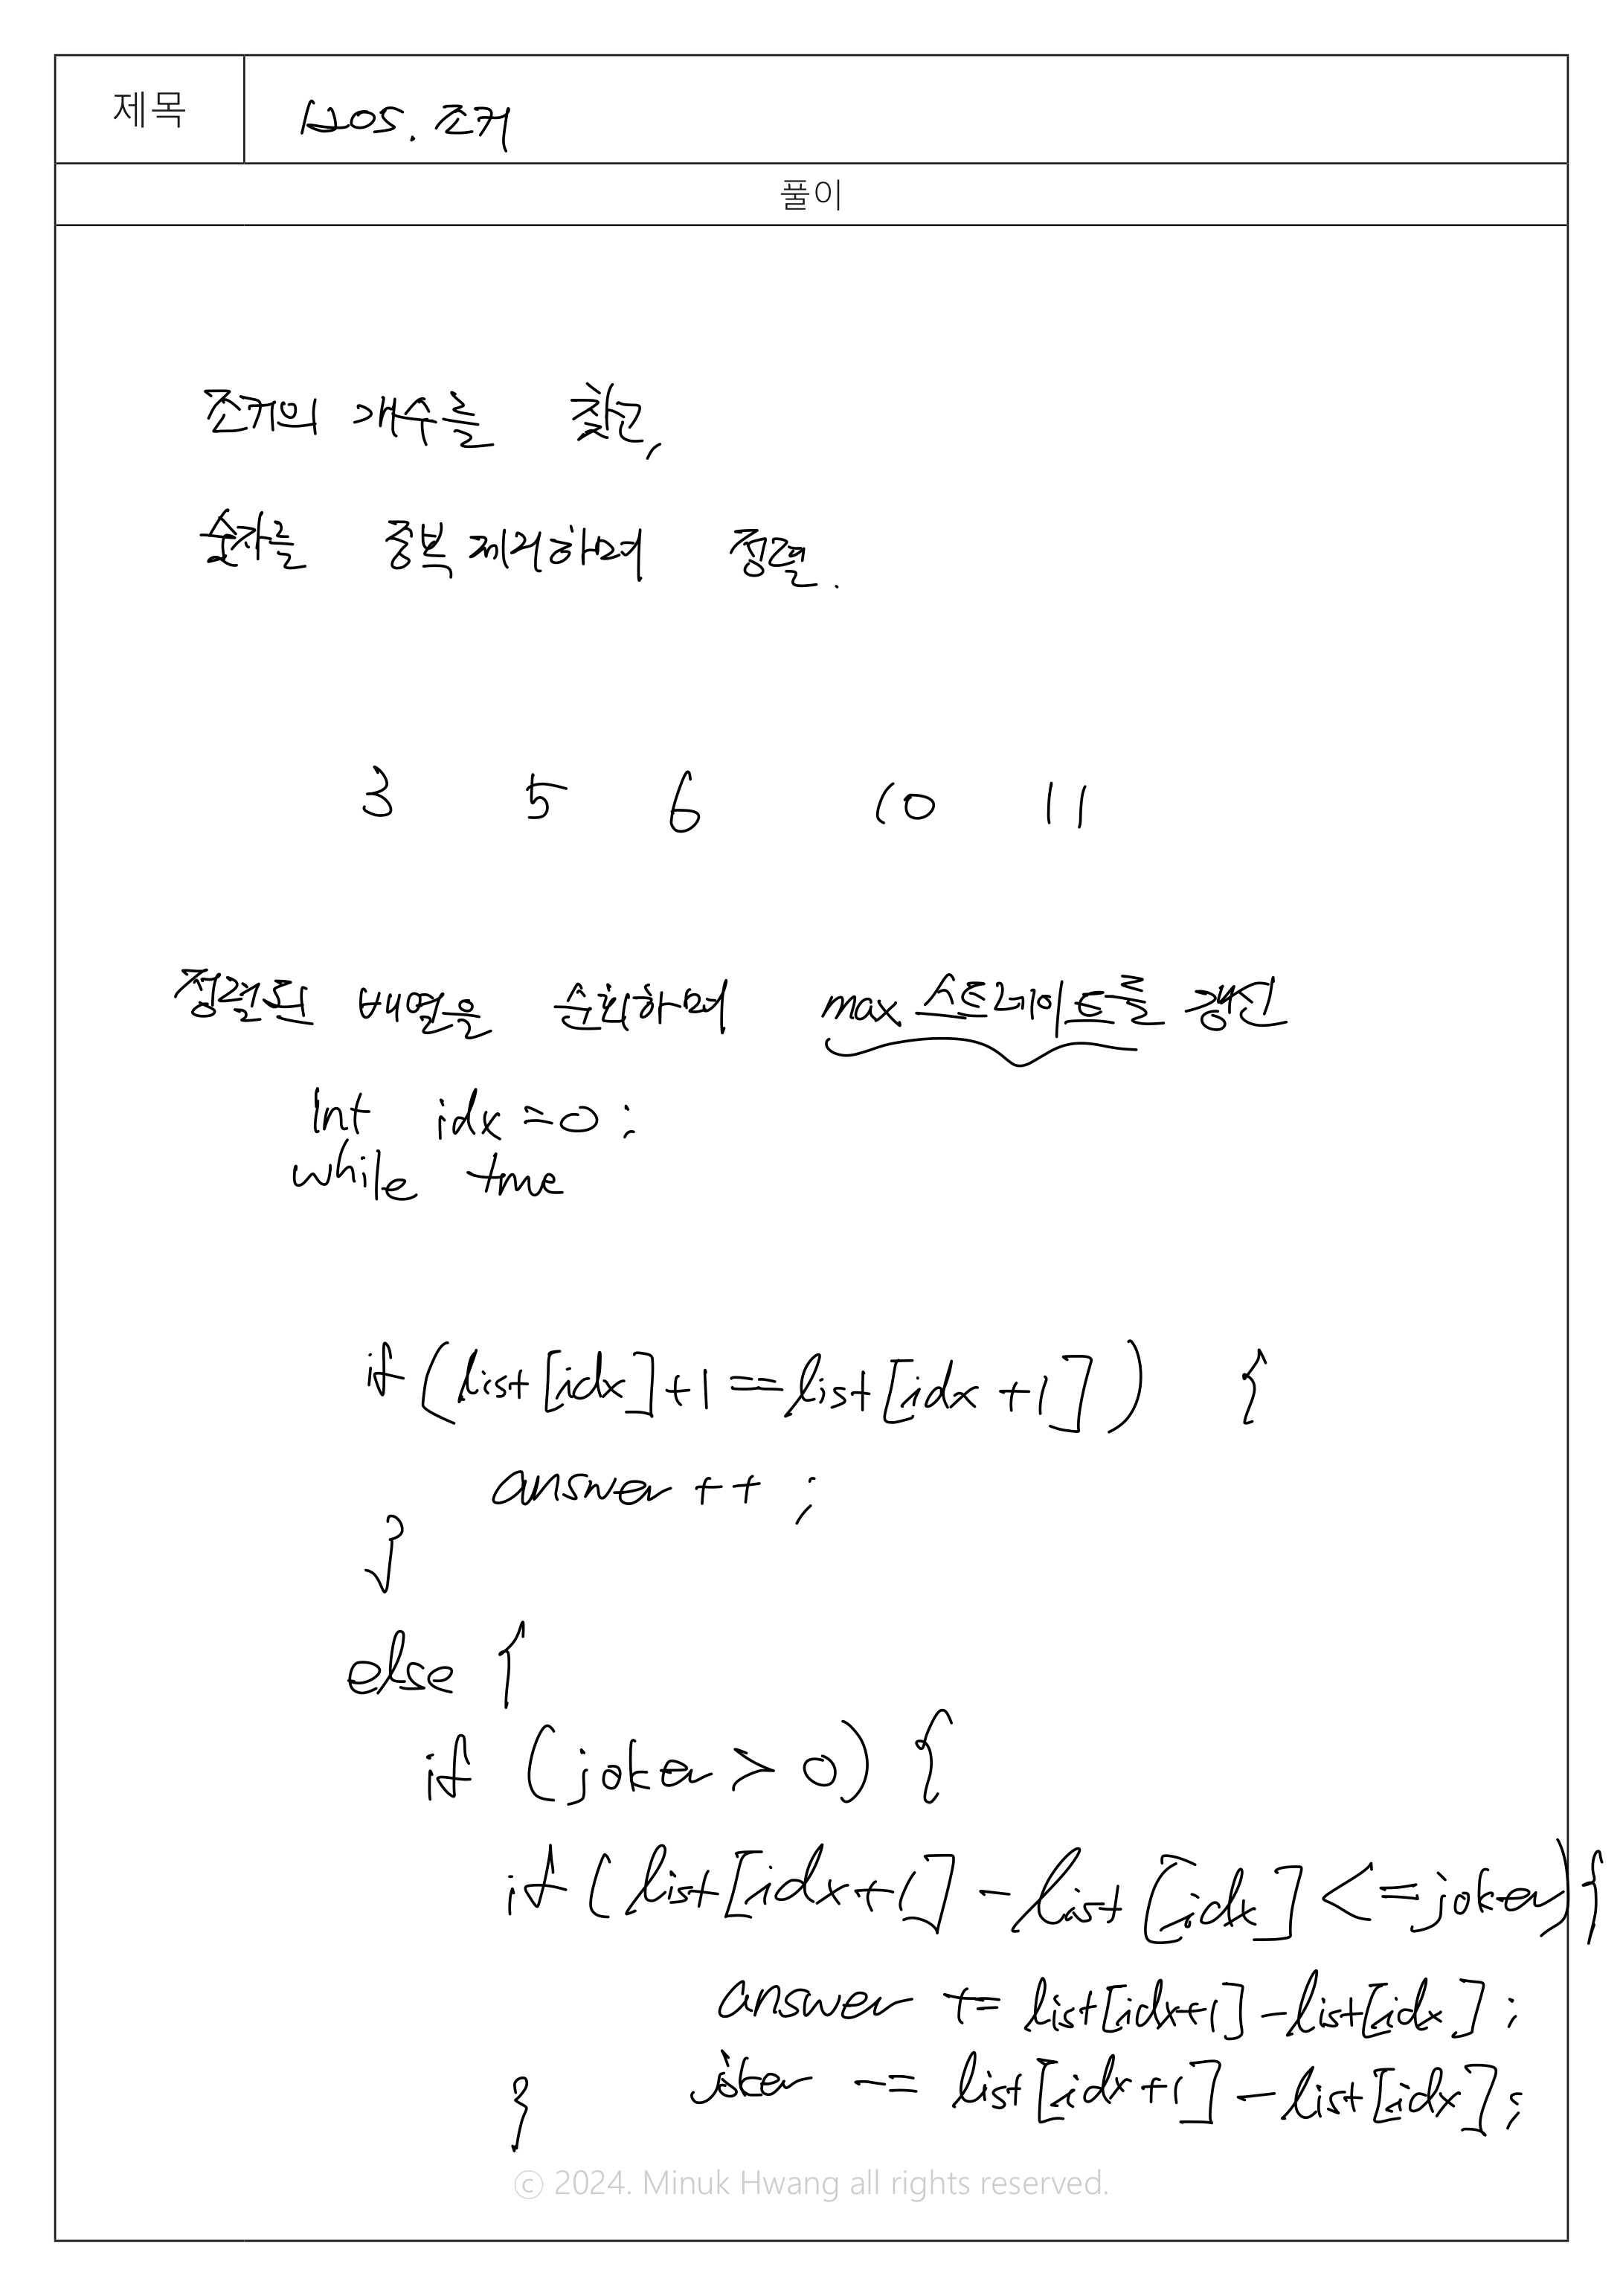 제목
205. 조커
풀이
조커의 개수를 찾고,
숫자를 중복 제거하며 정렬.
3 5 6 10 11
정렬된 배열을 순회하며 max 스트레이트를 갱신
int idx = 0;
while true
if (list[idx]+1 == list[idx+1]) {
answer++;
}
else {
if (joker > 0) {
if (list[idx+1] - list[idx] <= joker) {
answer += list[idx+1] - list[idx];
joker -= list[idx+1] - list[idx];
}
© 2024. Minuk Hwang all rights reserved.